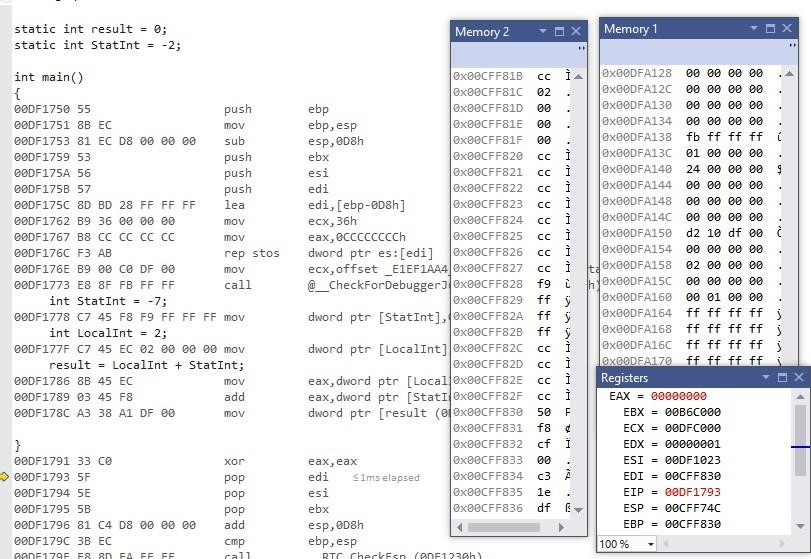 static int result = 0;
static int StatInt = -2;
int main()
{
00DF1750 55 push ebp
00DF1751 8B EC mov ebp,esp
00DF1753 81 EC D8 00 00 00 sub esp,0D8h
00DF1759 53 push ebx
00DF175A 56 push esi
00DF175B 57 push edi
00DF175C 8D BD 28 FF FF FF lea edi,[ebp-0D8h]
00DF1762 B9 36 00 00 00 mov ecx,36h
00DF1767 B8 CC CC CC CC mov eax,0CCCCCCCCh
00DF176C F3 AB rep stos dword ptr es:[edi]
00DF176E B9 00 C0 DF 00 mov ecx,offset _E1EF1AA4_
00DF1773 E8 8F FB FF FF call @__CheckForDebuggerJ
int StatInt = -7;
00DF1778 C7 45 F8 F9 FF FF FF mov dword ptr [StatInt],0
int LocalInt = 2;
00DF177F C7 45 EC 02 00 00 00 mov dword ptr [LocalInt]
result = LocalInt + StatInt;
00DF1786 8B 45 EC mov eax,dword ptr [Local
00DF1789 03 45 F8 add eax,dword ptr [StatIn
00DF178C A3 38 A1 DF 00 mov dword ptr [result (0D
}
00DF1791 33 C0 xor eax,eax
00DF1793 5F pop edi ≤1ms elapsed
00DF1794 5E pop esi
00DF1795 5B pop ebx
00DF1796 81 C4 D8 00 00 00 add esp,0D8h
00DF179C 3B EC cmp ebp,esp
00DF179E E8 8D FA FF FF call __RTC_CheckEsp (0DF1230h)
Memory 2
0x00CFF81B cc Ì
0x00CFF81C 02 .
0x00CFF81D 00 .
0x00CFF81E 00 .
0x00CFF81F 00 .
0x00CFF820 cc Ì
0x00CFF821 cc Ì
0x00CFF822 cc Ì
0x00CFF823 cc Ì
0x00CFF824 cc Ì
0x00CFF825 cc Ì
0x00CFF826 cc Ì
0x00CFF827 cc Ì
0x00CFF828 f9 ù
0x00CFF829 ff ÿ
0x00CFF82A ff ÿ
0x00CFF82B ff ÿ
0x00CFF82C cc Ì
0x00CFF82D cc Ì
0x00CFF82E cc Ì
0x00CFF82F cc Ì
0x00CFF830 50 P
0x00CFF831 f8 ø
0x00CFF832 cf Ï
0x00CFF833 00 .
0x00CFF834 c3 Ã
0x00CFF835 1e .
0x00CFF836 df ß
Memory 1
0x00DFA128 00 00 00 00 .
0x00DFA12C 00 00 00 00 .
0x00DFA130 00 00 00 00 .
0x00DFA134 00 00 00 00 .
0x00DFA138 fb ff ff ff û
0x00DFA13C 01 00 00 00 .
0x00DFA140 24 00 00 00 $
0x00DFA144 00 00 00 00 .
0x00DFA148 00 00 00 00 .
0x00DFA14C 00 00 00 00 .
0x00DFA150 d2 10 df 00 Ò
0x00DFA154 00 00 00 00 .
0x00DFA158 02 00 00 00 .
0x00DFA15C 00 00 00 00 .
0x00DFA160 00 01 00 00 .
0x00DFA164 ff ff ff ff ÿ
0x00DFA168 ff ff ff ff ÿ
0x00DFA16C ff ff ff ff ÿ
0x00DFA170 ff ff ff ff ÿ
Registers
EAX = 00000000
EBX = 00B6C000
ECX = 00DFC000
EDX = 00000001
ESI = 00DF1023
EDI = 00CFF830
EIP = 00DF1793
ESP = 00CFF74C
EBP = 00CFF830
100 %